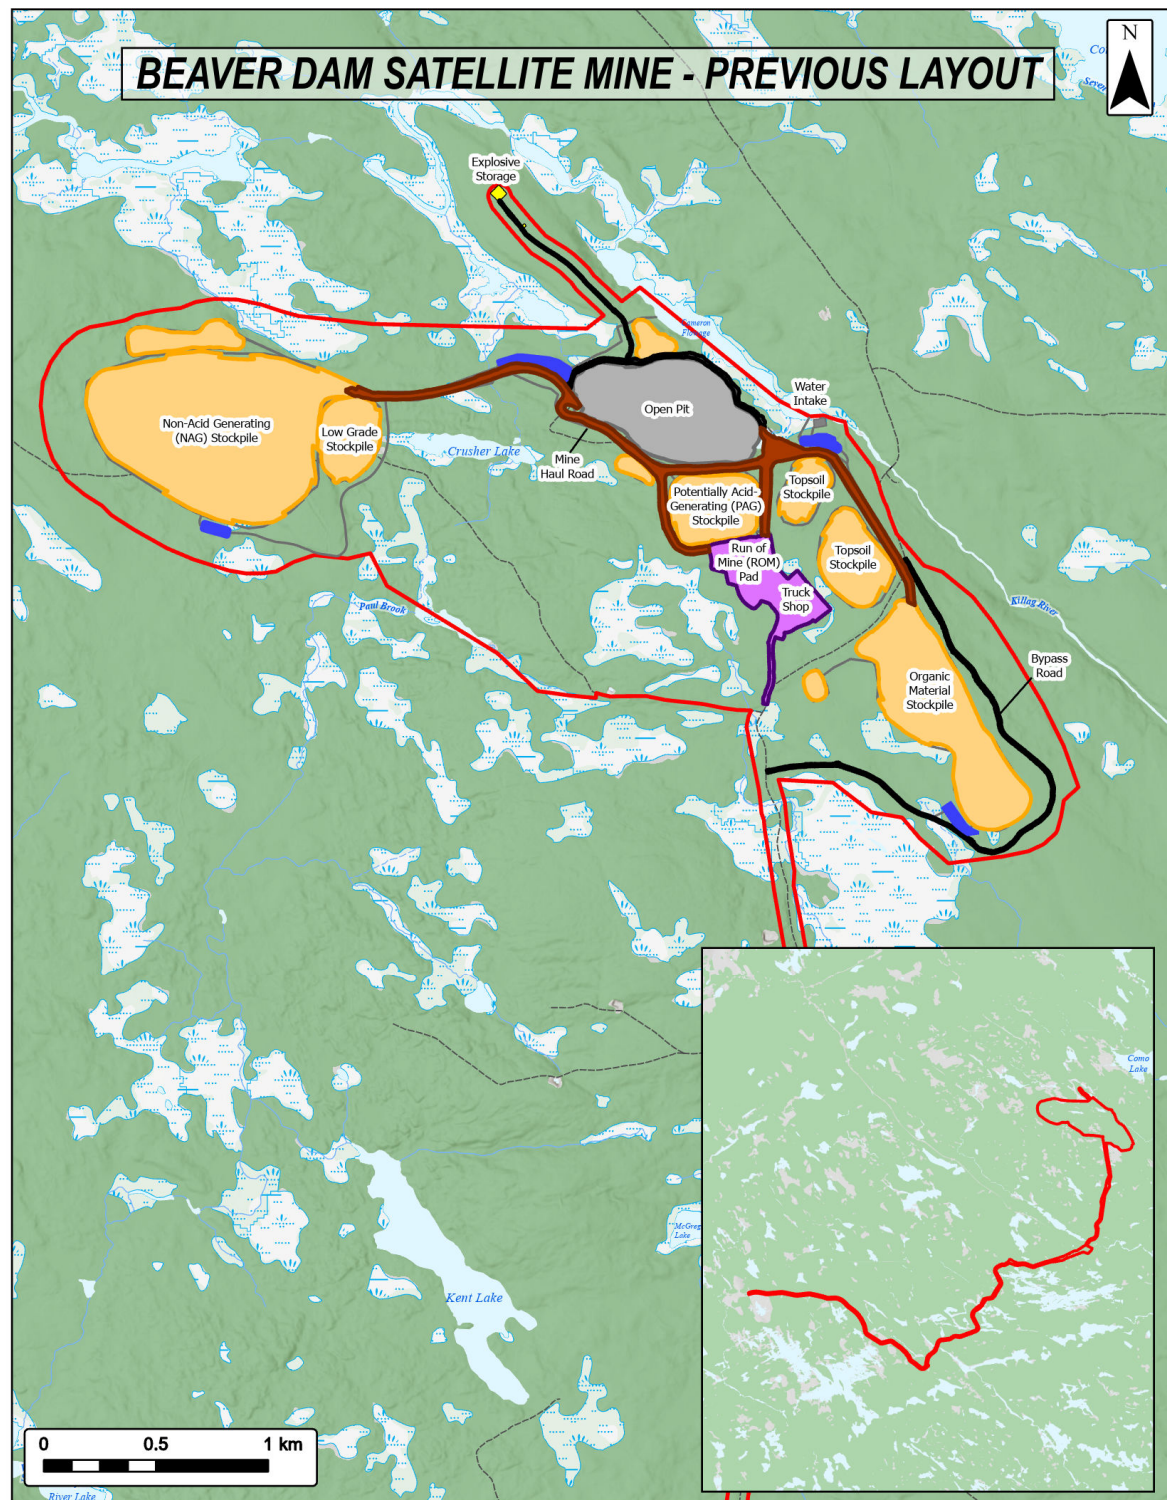 BEAVER DAM SATELLITE MINE - PREVIOUS LAYOUT
N
Explosive
Storage
Cameron
Flowage
Water
Intake
Open Pit
Non-Acid Generating
(NAG) Stockpile
Low Grade
Stockpile
Crusher Lake
Mine
Haul Road
Potentially Acid-
Generating (PAG)
Stockpile
Topsoil
Stockpile
Run of
Mine (ROM)
Pad
Topsoil
Stockpile
Truck
Shop
Paul Brook
Killag River
Bypass
Road
Organic
Material
Stockpile
Como
Lake
Kent Lake
0 0.5 1 km
River Lake